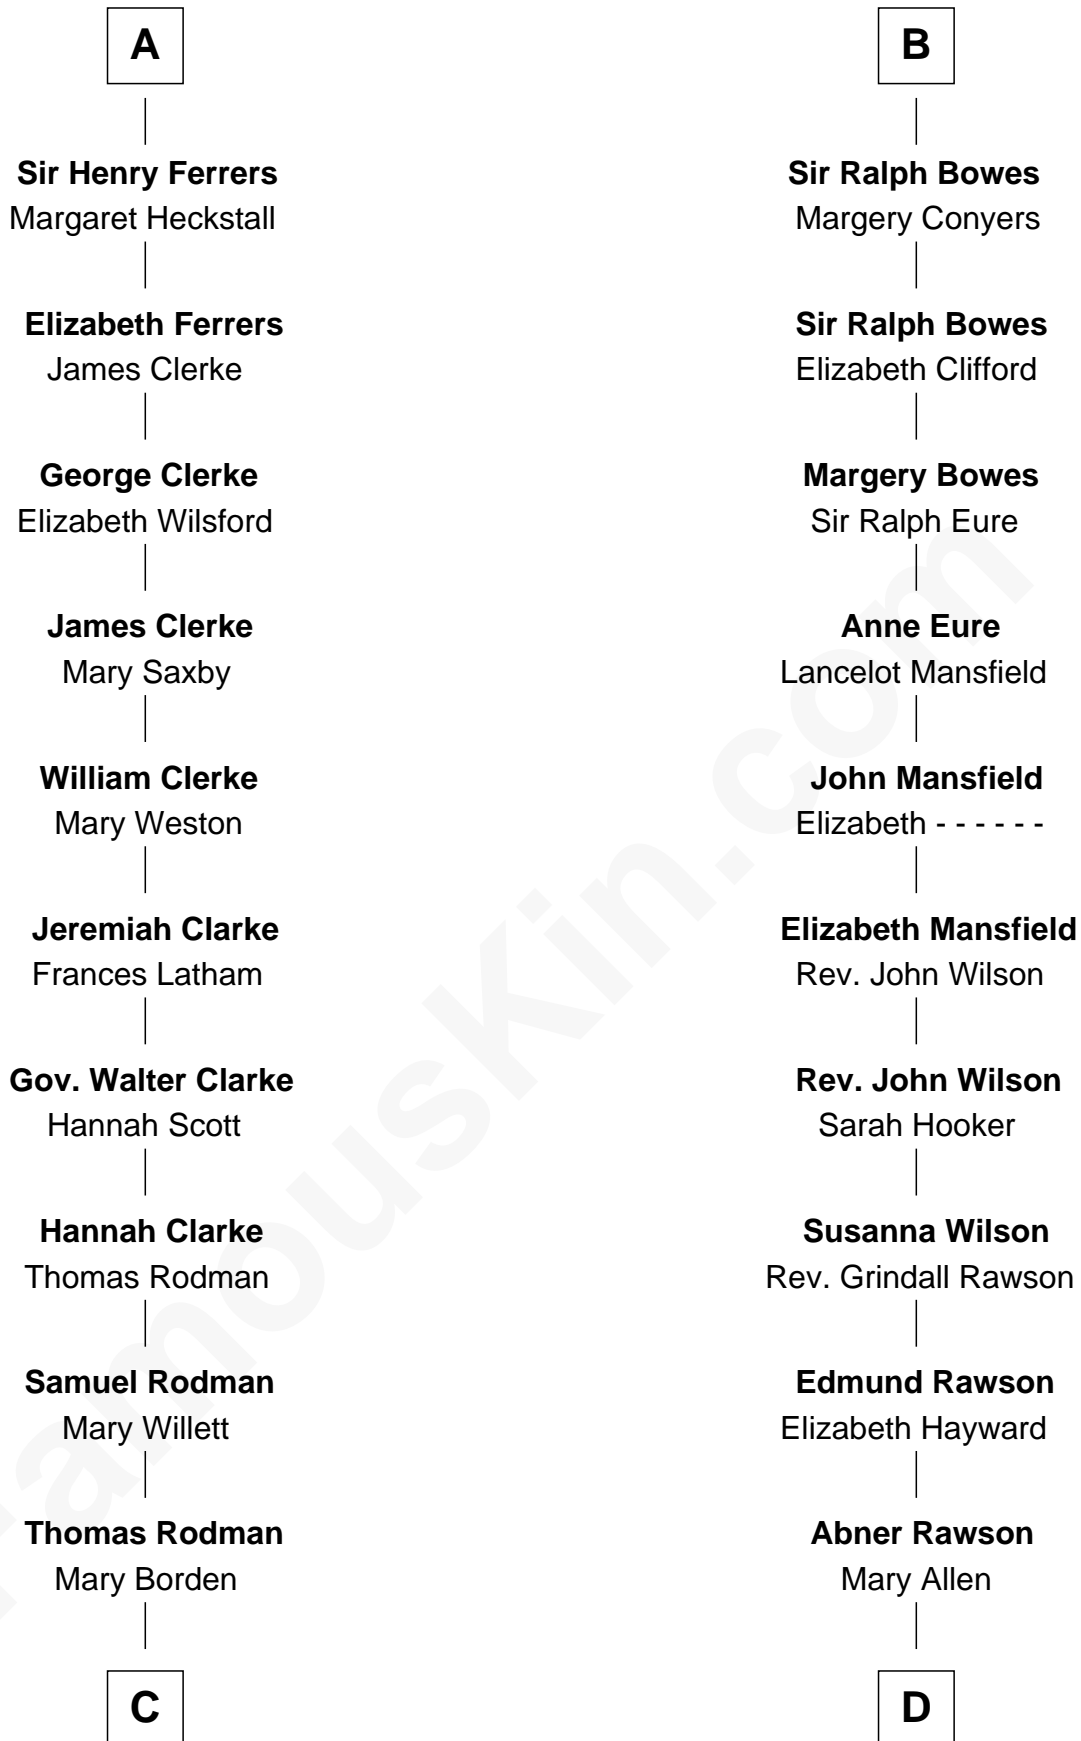 A
Sir Henry Ferrers
Margaret Heckstall
Elizabeth Ferrers
James Clerke
George Clerke
Elizabeth Wilsford
James Clerke
Mary Saxby
William Clerke
Mary Weston
Jeremiah Clarke
Frances Latham
Gov. Walter Clarke
Hannah Scott
Hannah Clarke
Thomas Rodman
Samuel Rodman
Mary Willett
Thomas Rodman
Mary Borden
C
B
Sir Ralph Bowes
Margery Conyers
Sir Ralph Bowes
Elizabeth Clifford
Margery Bowes
Sir Ralph Eure
Anne Eure
Lancelot Mansfield
John Mansfield
Elizabeth - - - - - -
Elizabeth Mansfield
Rev. John Wilson
Rev. John Wilson
Sarah Hooker
Susanna Wilson
Rev. Grindall Rawson
Edmund Rawson
Elizabeth Hayward
Abner Rawson
Mary Allen
D
FamousKin.com